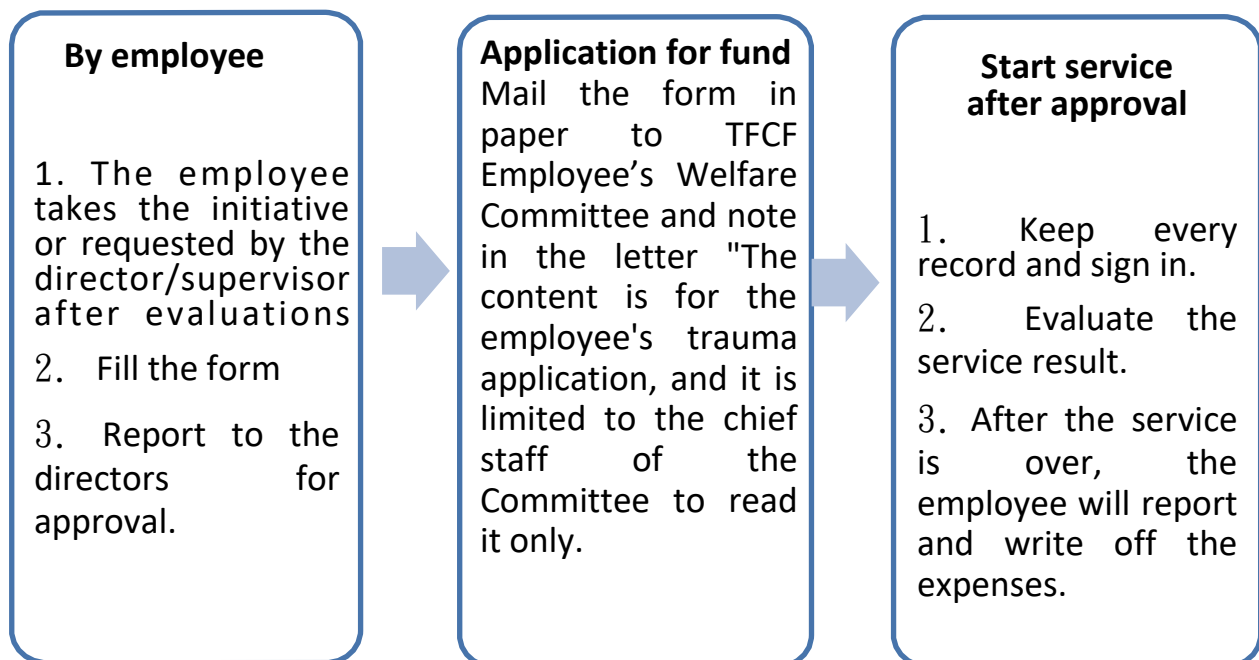 By employee
1. The employee
takes the initiative
or requested by the
director/supervisor
after evaluations
2. Fill the form
3. Report to the
directors for
approval.
Application for fund
Mail the form in
paper to TFCF
Employee’s Welfare
Committee and note
in the letter "The
content is for the
employee's trauma
application, and it is
limited to the chief
staff of the
Committee to read
it only.
Start service
after approval
1. Keep every
record and sign in.
2. Evaluate the
service result.
3. After the service
is over, the
employee will report
and write off the
expenses.